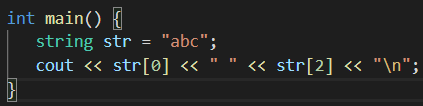 int main() {
    string str = "abc";
    cout << str[0] << " " << str[2] << "\n";
}